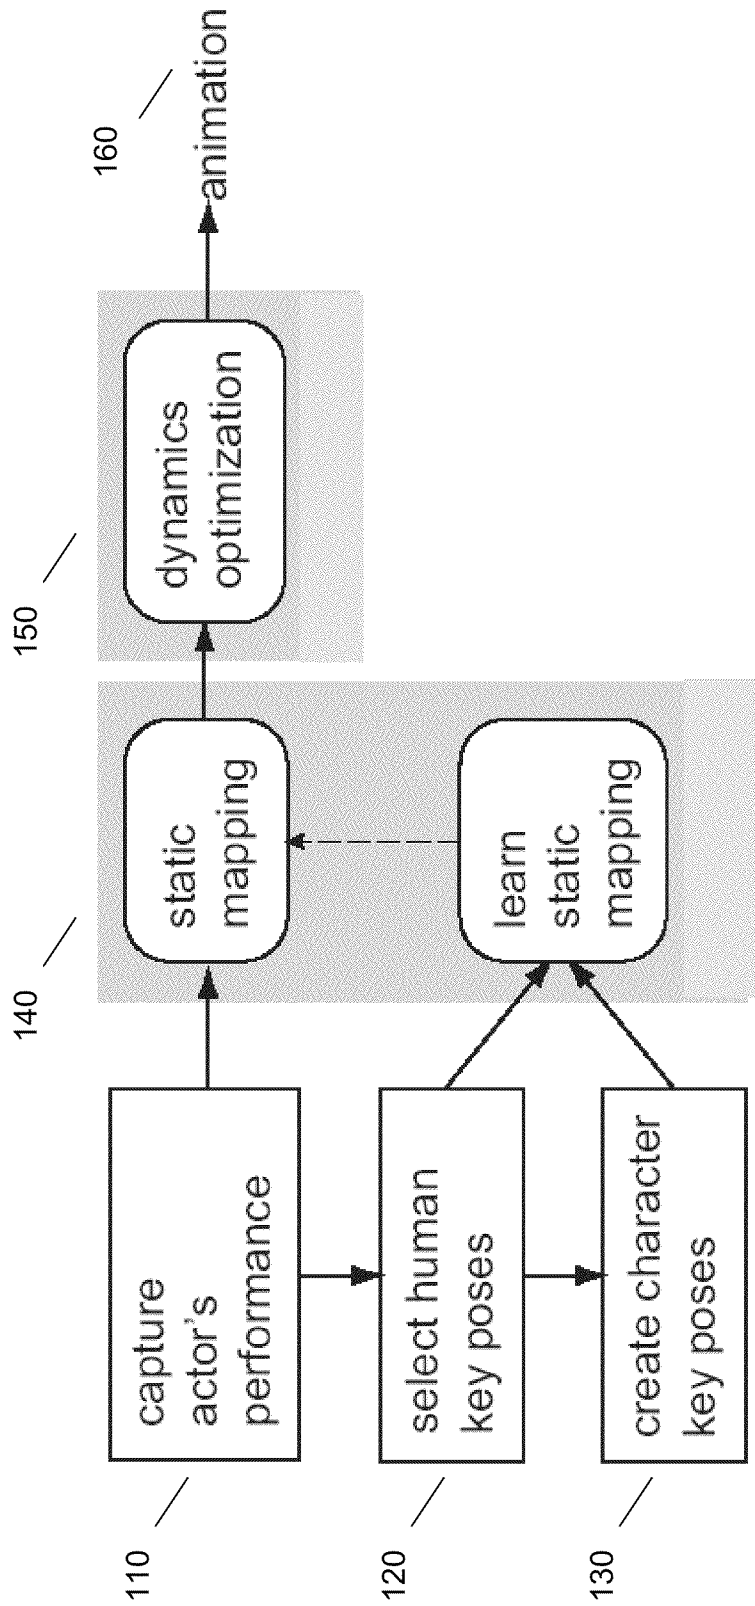 110
capture
actor's
performance
120
select human
key poses
130
create character
key poses
140
static
mapping
learn
static
mapping
150
dynamics
optimization
160
animation